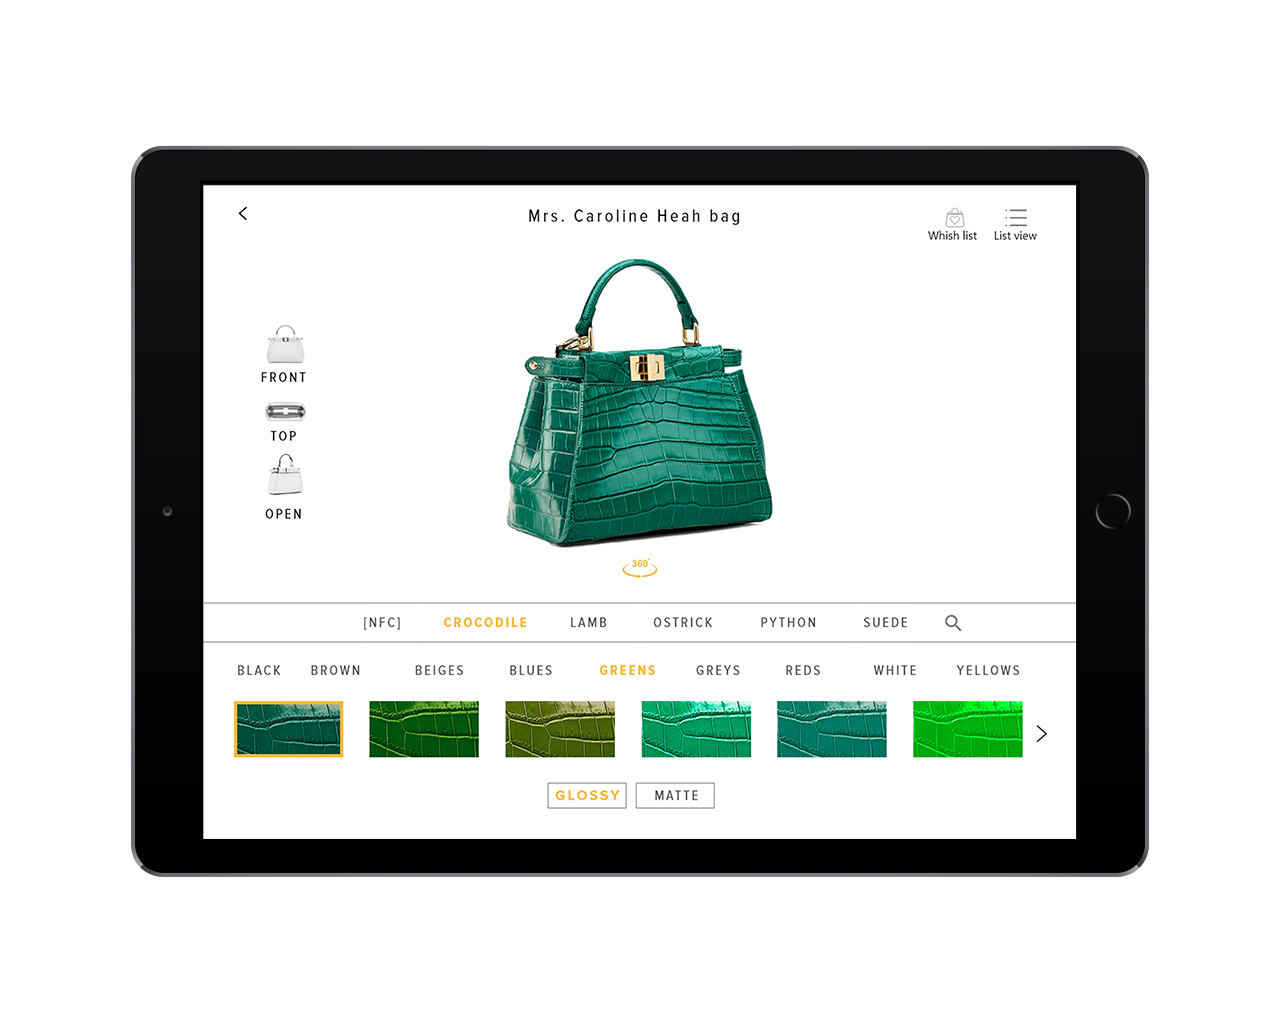 Mrs. Caroline Heah bag
Whish list
List view
FRONT
TOP
OPEN
360°
[NFC] CROCODILE LAMB OSTRICK PYTHON SUEDE
BLACK BROWN BEIGES BLUES GREENS GREYS REDS WHITE YELLOWS
GLOSSY MATTE